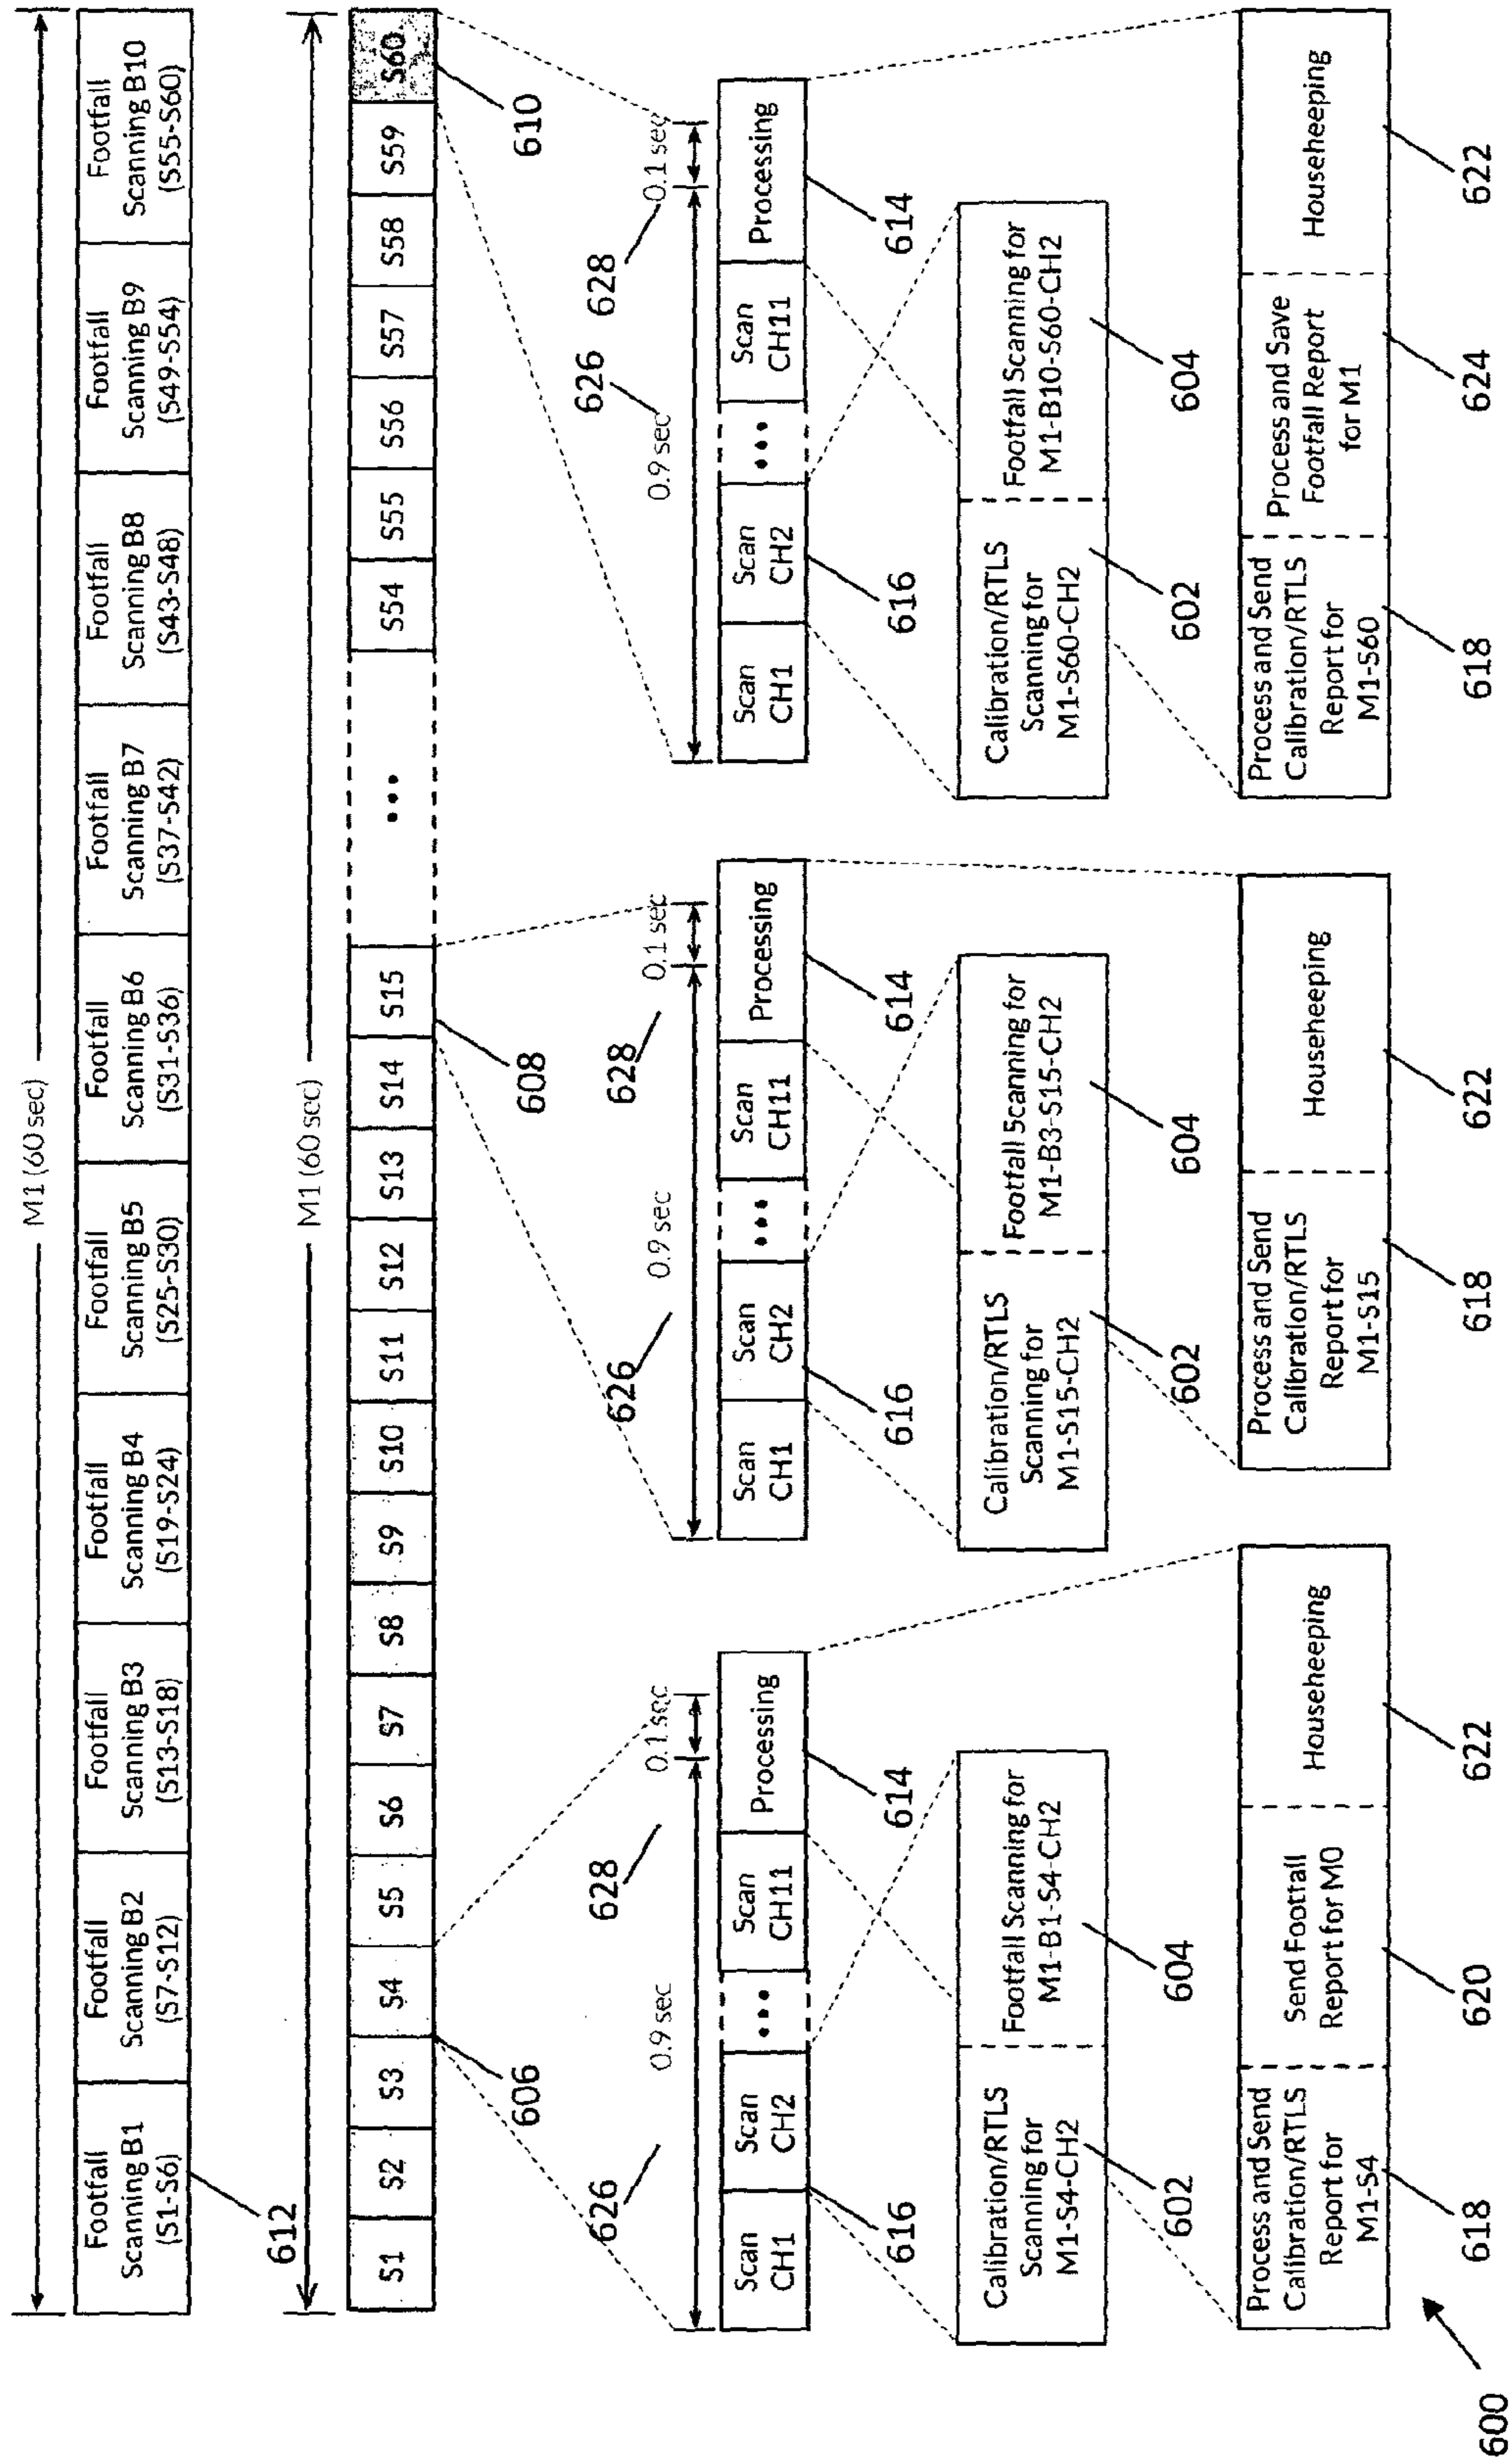 M1 (60 sec)
Footfall
Scanning B1
(S1-S6)
Footfall
Scanning B2
(S7-S12)
Footfall
Scanning B3
(S13-S18)
Footfall
Scanning B4
(S19-S24)
Footfall
Scanning B5
(S25-S30)
Footfall
Scanning B6
(S31-S36)
Footfall
Scanning B7
(S37-S42)
Footfall
Scanning B8
(S43-S48)
Footfall
Scanning B9
(S49-S54)
Footfall
Scanning B10
(S55-S60)
612
M1 (60 sec)
S1
S2
S3
S4
S5
S6
S7
S8
S9
S10
S11
S12
S13
S14
S15
•••
S54
S55
S56
S57
S58
S59
S60
606
608
610
626
0.9 sec
628
0.1 sec
Scan
CH1
Scan
CH2
•••
Scan
CH11
Processing
616
614
Calibration/RTLS
Scanning for
M1-S4-CH2
Footfall Scanning for
M1-B1-S4-CH2
602
604
Process and Send
Calibration/RTLS
Report for
M1-S4
Send Footfall
Report for M0
Househeeping
618
620
622
626
0.9 sec
628
0.1 sec
Scan
CH1
Scan
CH2
•••
Scan
CH11
Processing
616
614
Calibration/RTLS
Scanning for
M1-S15-CH2
Footfall Scanning for
M1-B3-S15-CH2
602
604
Process and Send
Calibration/RTLS
Report for
M1-S15
Househeeping
618
622
626
0.9 sec
628
0.1 sec
Scan
CH1
Scan
CH2
•••
Scan
CH11
Processing
616
614
Calibration/RTLS
Scanning for
M1-S60-CH2
Footfall Scanning for
M1-B10-S60-CH2
602
604
Process and Send
Calibration/RTLS
Report for
M1-S60
Process and Save
Footfall Report
for M1
Househeeping
618
624
622
600